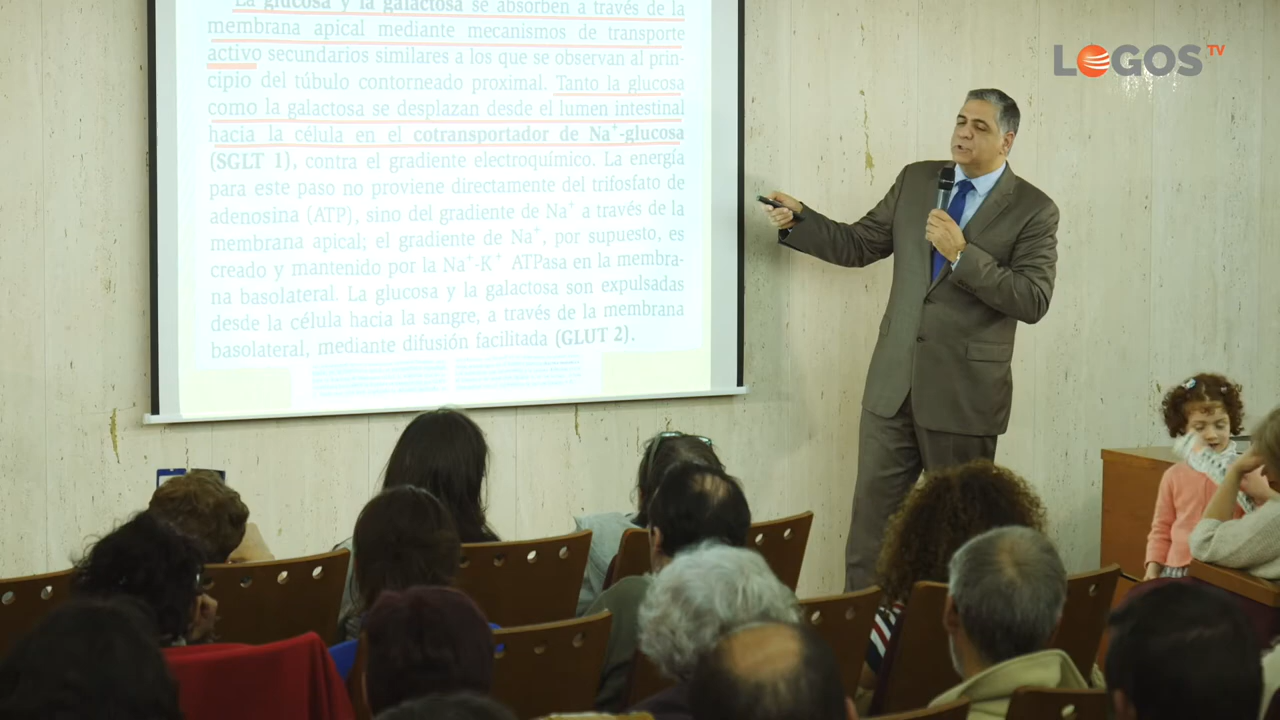 La glucosa y la galactosa se absorben a través de la
membrana apical mediante mecanismos de transporte
activo secundarios similares a los que se observan al prin-
cipio del túbulo contorneado proximal. Tanto la glucosa
como la galactosa se desplazan desde el lumen intestinal
hacia la célula en el cotransportador de Na⁺-glucosa
(SGLT 1), contra el gradiente electroquímico. La energía
para este paso no proviene directamente del trifosfato de
adenosina (ATP), sino del gradiente de Na⁺ a través de la
membrana apical; el gradiente de Na⁺, por supuesto, es
creado y mantenido por la Na⁺-K⁺ ATPasa en la membra-
na basolateral. La glucosa y la galactosa son expulsadas
desde la célula hacia la sangre, a través de la membrana
basolateral, mediante difusión facilitada (GLUT 2).
LOGOS TV